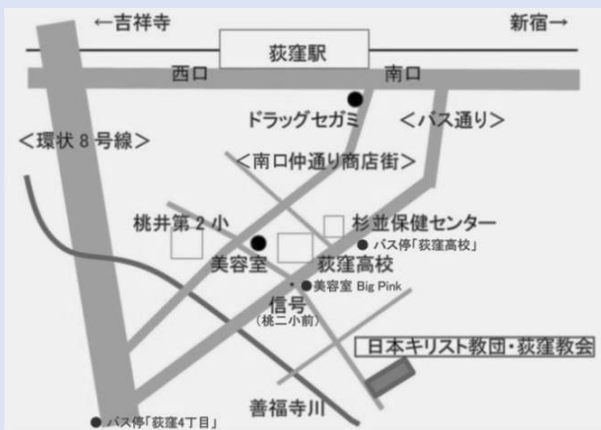 ←吉祥寺
新宿→
荻窪駅
西口
南口
ドラッグセガミ
<バス通り>
<環状8号線>
<南口仲通り商店街>
桃井第2小
杉並保健センター
バス停「荻窪高校」
美容室
荻窪高校
美容室 Big Pink
信号
(桃二小前)
日本キリスト教団・荻窪教会
善福寺川
バス停「荻窪4丁目」